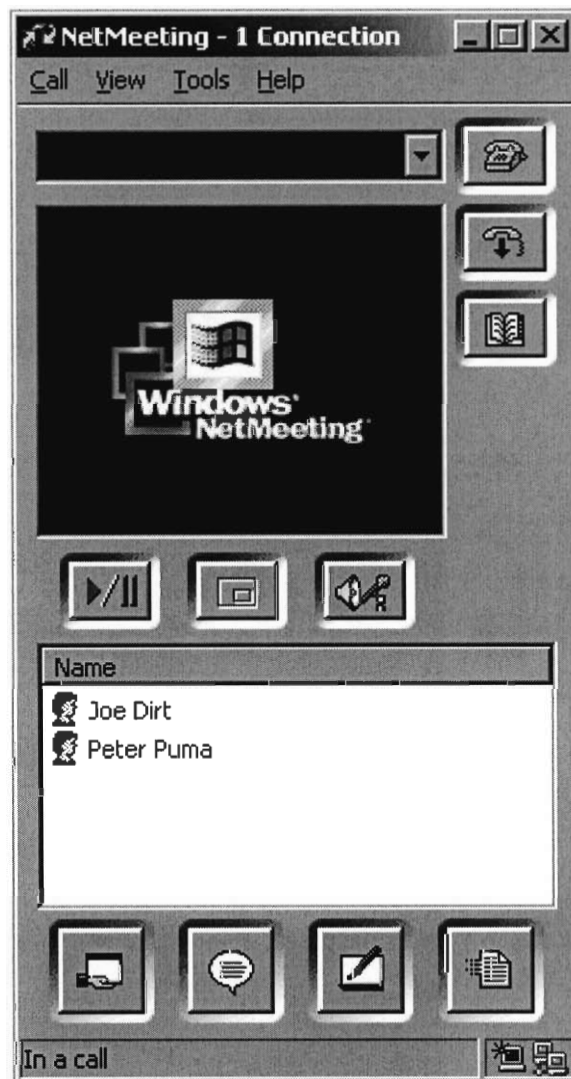 NetMeeting - 1 Connection
Call View Tools Help
Windows
NetMeeting
Name
Joe Dirt
Peter Puma
In a call